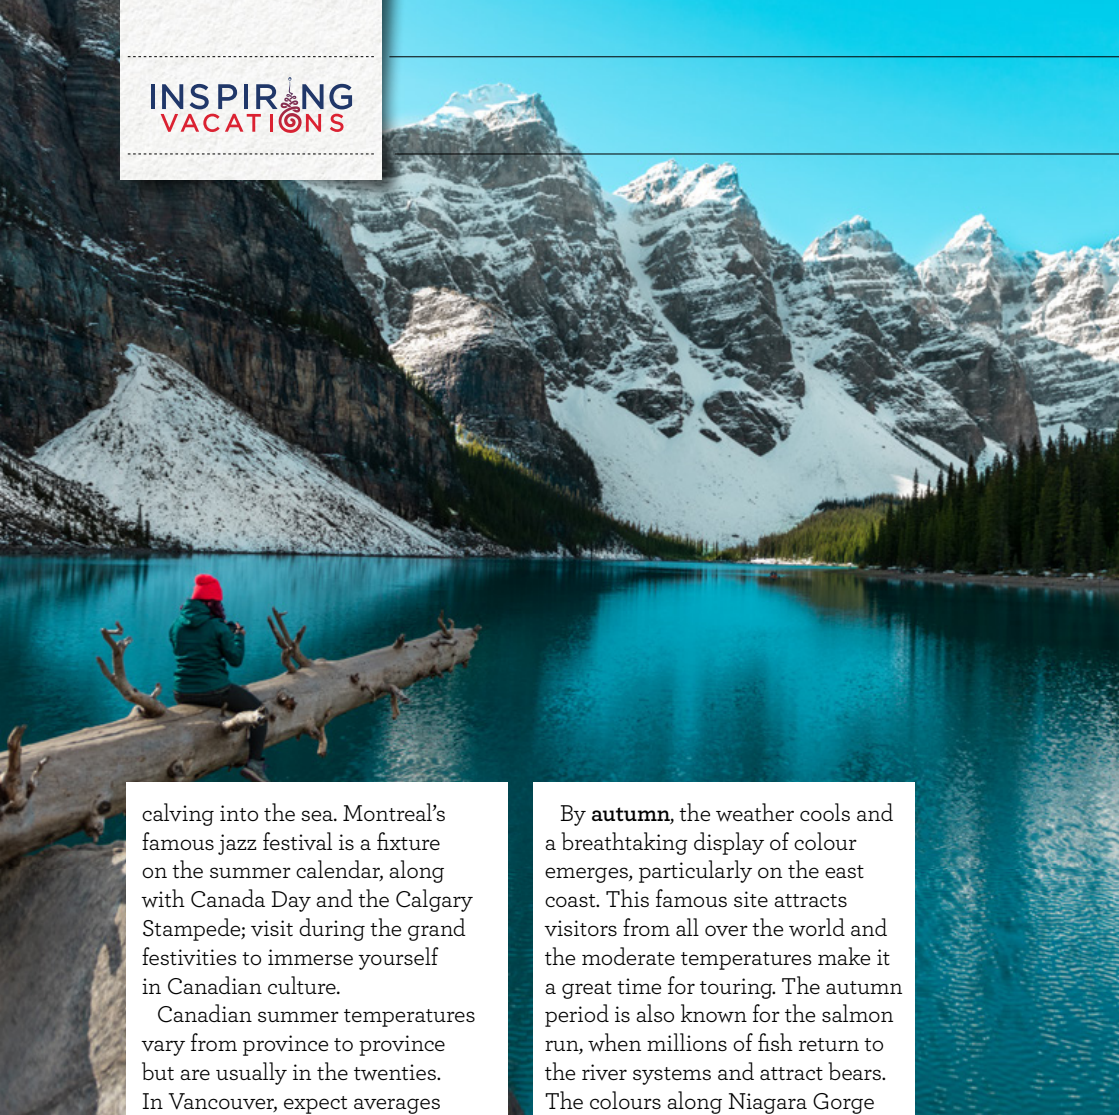 INSPIRING
VACATIONS
calving into the sea. Montreal’s
famous jazz festival is a fixture
on the summer calendar, along
with Canada Day and the Calgary
Stampede; visit during the grand
festivities to immerse yourself
in Canadian culture.
Canadian summer temperatures
vary from province to province
but are usually in the twenties.
In Vancouver, expect averages
By autumn, the weather cools and
a breathtaking display of colour
emerges, particularly on the east
coast. This famous site attracts
visitors from all over the world and
the moderate temperatures make it
a great time for touring. The autumn
period is also known for the salmon
run, when millions of fish return to
the river systems and attract bears.
The colours along Niagara Gorge